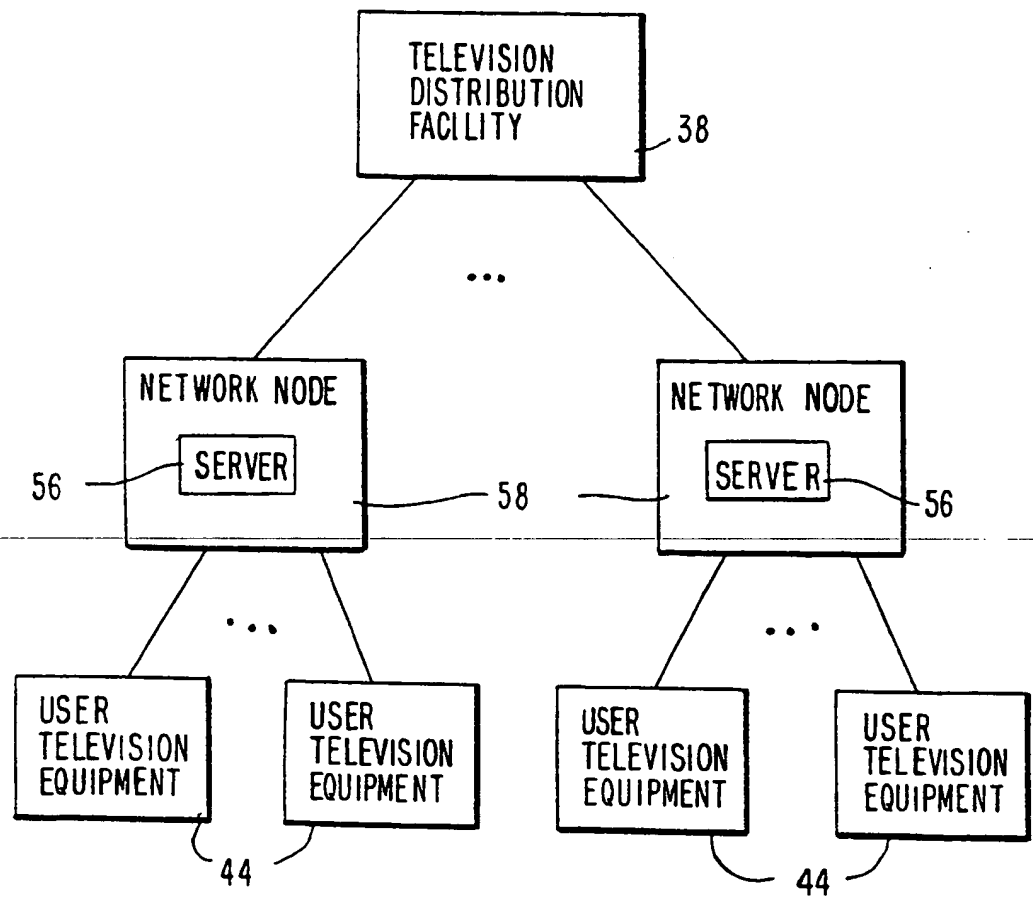 TELEVISION
DISTRIBUTION
FACILITY
38
...
NETWORK NODE
SERVER
56
58
NETWORK NODE
SERVER
56
...
...
USER
TELEVISION
EQUIPMENT
USER
TELEVISION
EQUIPMENT
44
USER
TELEVISION
EQUIPMENT
USER
TELEVISION
EQUIPMENT
44